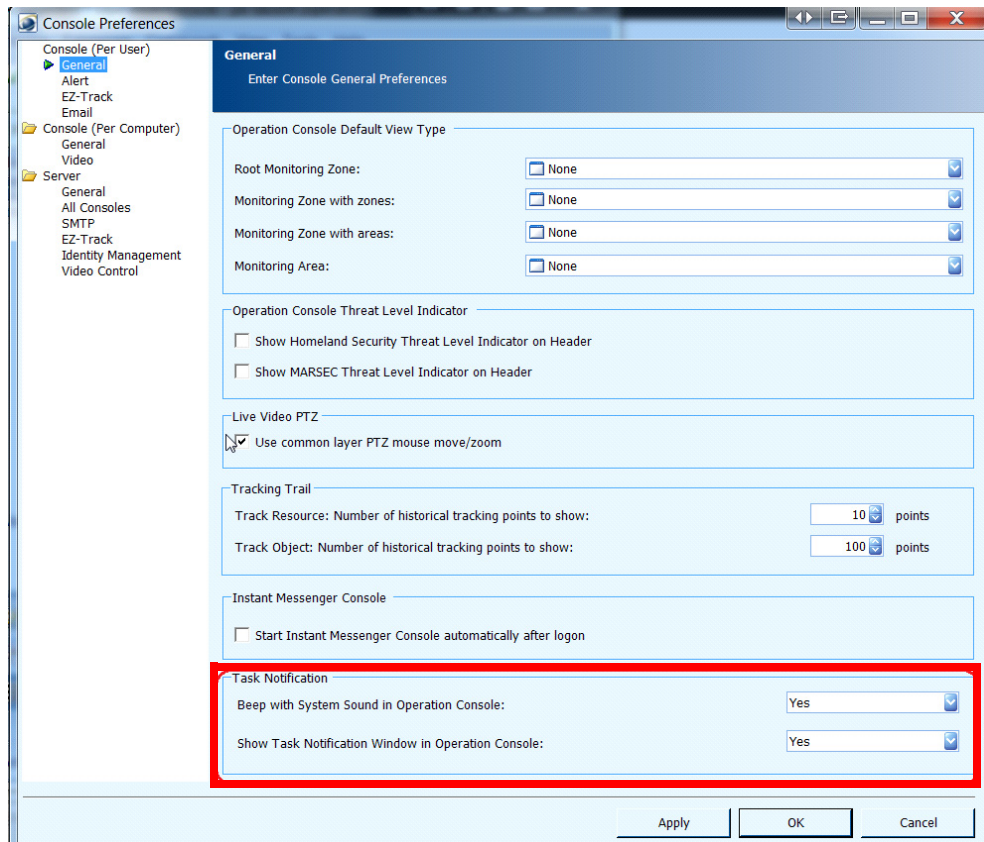 Console Preferences
Console (Per User)
General
Alert
EZ-Track
Email
Console (Per Computer)
General
Video
Server
General
All Consoles
SMTP
EZ-Track
Identity Management
Video Control
General
Enter Console General Preferences
Operation Console Default View Type
Root Monitoring Zone: None
Monitoring Zone with zones: None
Monitoring Zone with areas: None
Monitoring Area: None
Operation Console Threat Level Indicator
Show Homeland Security Threat Level Indicator on Header
Show MARSEC Threat Level Indicator on Header
Live Video PTZ
Use common layer PTZ mouse move/zoom
Tracking Trail
Track Resource: Number of historical tracking points to show: 10 points
Track Object: Number of historical tracking points to show: 100 points
Instant Messenger Console
Start Instant Messenger Console automatically after logon
Task Notification
Beep with System Sound in Operation Console: Yes
Show Task Notification Window in Operation Console: Yes
Apply OK Cancel